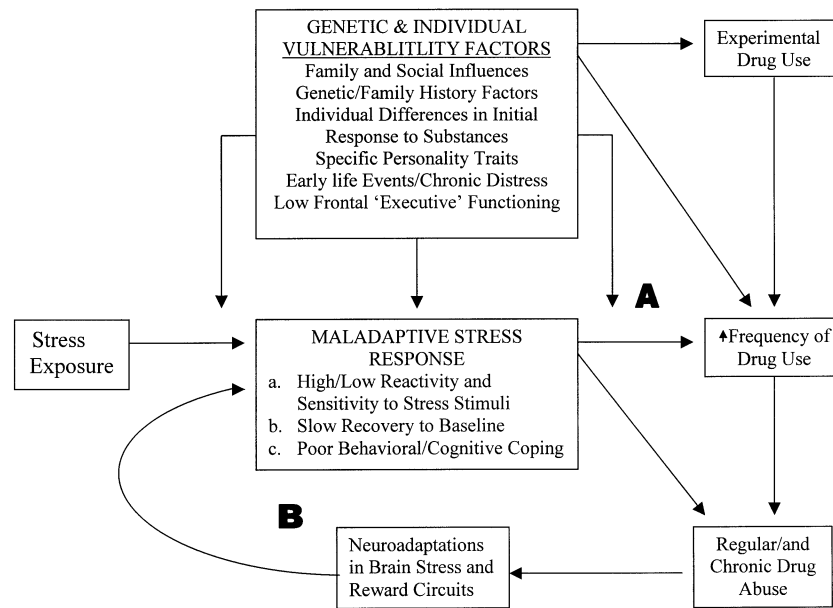 GENETIC & INDIVIDUAL
VULNERABLITLITY FACTORS
Family and Social Influences
Genetic/Family History Factors
Individual Differences in Initial
Response to Substances
Specific Personality Traits
Early life Events/Chronic Distress
Low Frontal ‘Executive’ Functioning
Experimental
Drug Use
A
Stress
Exposure
MALADAPTIVE STRESS
RESPONSE
a. High/Low Reactivity and
Sensitivity to Stress Stimuli
b. Slow Recovery to Baseline
c. Poor Behavioral/Cognitive Coping
Frequency of
Drug Use
B
Neuroadaptations
in Brain Stress and
Reward Circuits
Regular/and
Chronic Drug
Abuse